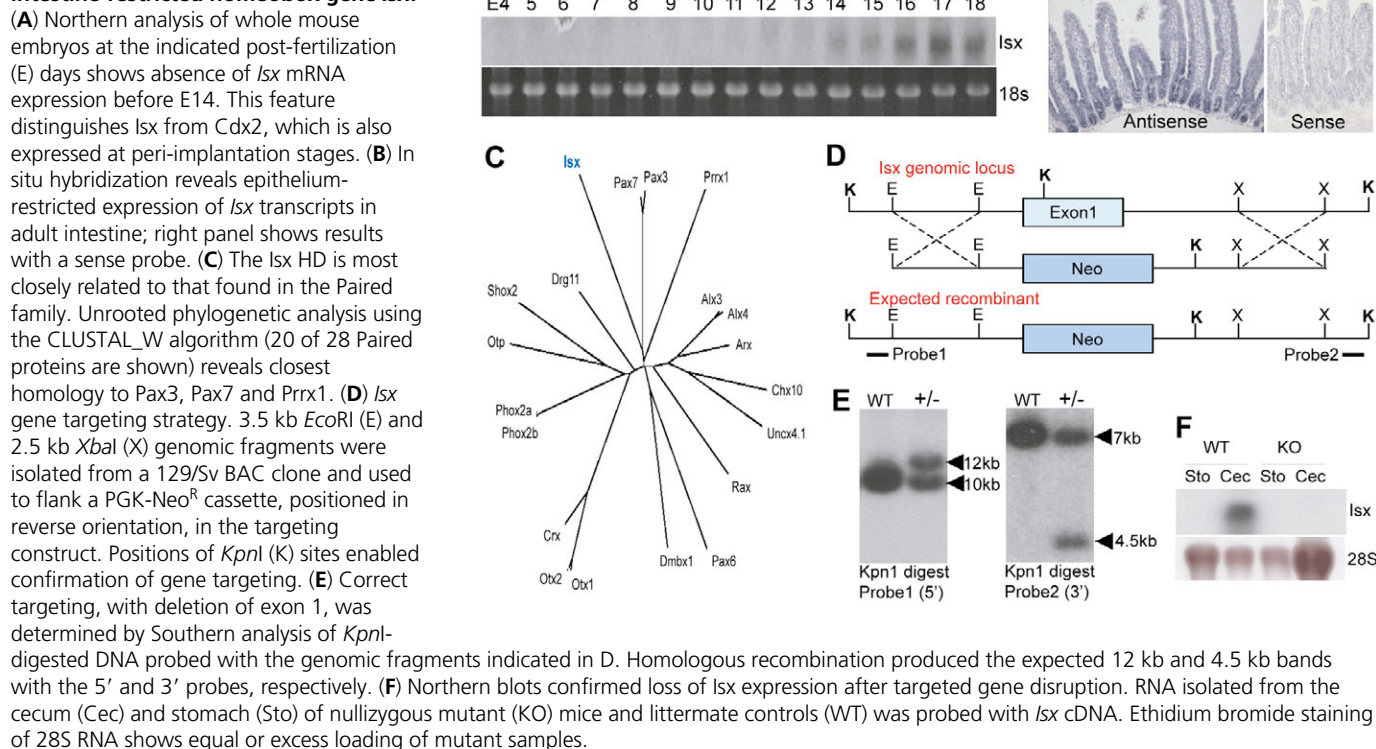 (A) Northern analysis of whole mouse
embryos at the indicated post-fertilization
(E) days shows absence of Isx mRNA
expression before E14. This feature
distinguishes Isx from Cdx2, which is also
expressed at peri-implantation stages. (B) In
situ hybridization reveals epithelium-
restricted expression of Isx transcripts in
adult intestine; right panel shows results
with a sense probe. (C) The Isx HD is most
closely related to that found in the Paired
family. Unrooted phylogenetic analysis using
the CLUSTAL_W algorithm (20 of 28 Paired
proteins are shown) reveals closest
homology to Pax3, Pax7 and Prrx1. (D) Isx
gene targeting strategy. 3.5 kb EcoRI (E) and
2.5 kb XbaI (X) genomic fragments were
isolated from a 129/Sv BAC clone and used
to flank a PGK-Neoᴿ cassette, positioned in
reverse orientation, in the targeting
construct. Positions of KpnI (K) sites enabled
confirmation of gene targeting. (E) Correct
targeting, with deletion of exon 1, was
determined by Southern analysis of KpnI-
digested DNA probed with the genomic fragments indicated in D. Homologous recombination produced the expected 12 kb and 4.5 kb bands
with the 5′ and 3′ probes, respectively. (F) Northern blots confirmed loss of Isx expression after targeted gene disruption. RNA isolated from the
cecum (Cec) and stomach (Sto) of nullizygous mutant (KO) mice and littermate controls (WT) was probed with Isx cDNA. Ethidium bromide staining
of 28S RNA shows equal or excess loading of mutant samples.
E4 5 6 7 8 9 10 11 12 13 14 15 16 17 18
Isx
18s
Antisense
Sense
C
Isx
Pax7
Pax3
Prrx1
Drg11
Shox2
Otp
Phox2a
Phox2b
Crx
Otx2
Otx1
Dmbx1
Pax6
Rax
Uncx4.1
Chx10
Arx
Alx4
Alx3
D
Isx genomic locus
K E E K X X K
Exon1
E E K X X
Neo
Expected recombinant
K E E K X X K
Neo
Probe1
Probe2
E
WT +/-
12kb
10kb
Kpn1 digest
Probe1 (5')
WT +/-
7kb
4.5kb
Kpn1 digest
Probe2 (3')
F
WT KO
Sto Cec Sto Cec
Isx
28S